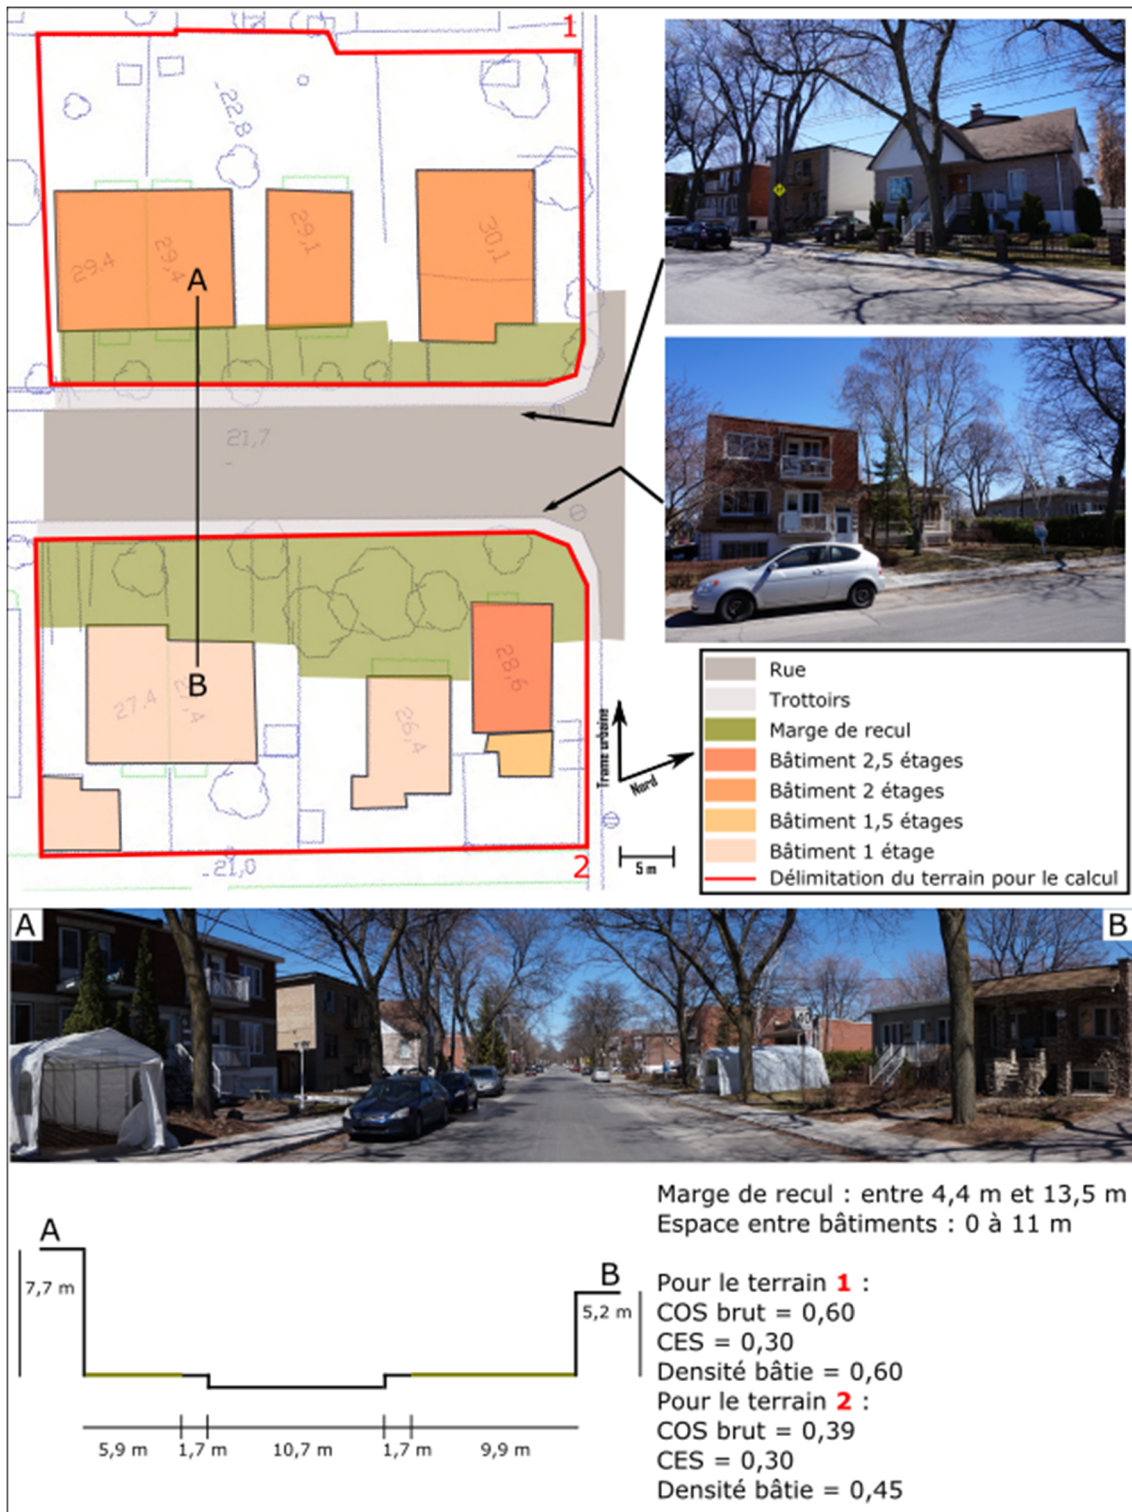 1
-22,8
29.4
29,4
29,1
30,1
A
21,7
-
B
27.4
26,4
28,6
-21,0
2
Trame urbaine
Nord
5 m
Rue
Trottoirs
Marge de recul
Bâtiment 2,5 étages
Bâtiment 2 étages
Bâtiment 1,5 étages
Bâtiment 1 étage
Délimitation du terrain pour le calcul
A
B
A
7,7 m
B
5,2 m
5,9 m 1,7 m 10,7 m 1,7 m 9,9 m
Marge de recul : entre 4,4 m et 13,5 m
Espace entre bâtiments : 0 à 11 m
Pour le terrain 1 :
COS brut = 0,60
CES = 0,30
Densité bâtie = 0,60
Pour le terrain 2 :
COS brut = 0,39
CES = 0,30
Densité bâtie = 0,45